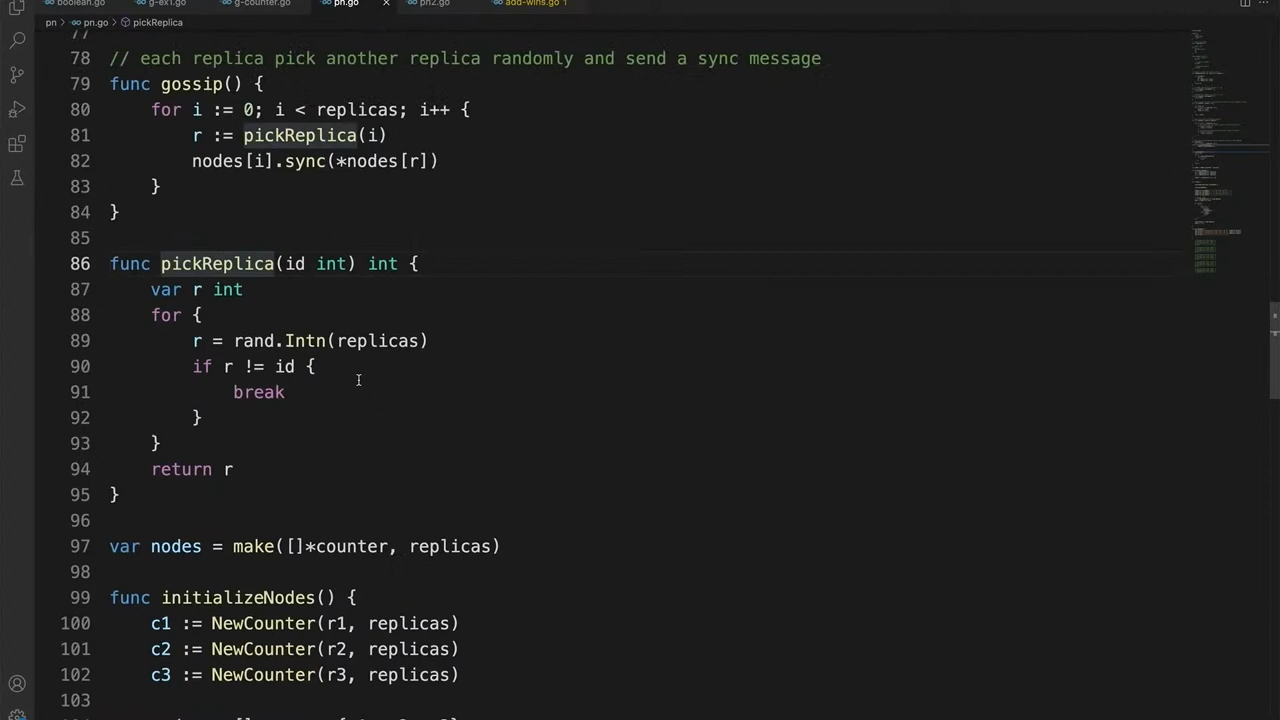 boolean.go g-ex1.go g-counter.go pn.go pn2.go add-wins.go 1
pn pn.go pickReplica
77
78 // each replica pick another replica randomly and send a sync message
79 func gossip() {
80 for i := 0; i < replicas; i++ {
81 r := pickReplica(i)
82 nodes[i].sync(*nodes[r])
83 }
84 }
85
86 func pickReplica(id int) int {
87 var r int
88 for {
89 r = rand.Intn(replicas)
90 if r != id {
91 break
92 }
93 }
94 return r
95 }
96
97 var nodes = make([]*counter, replicas)
98
99 func initializeNodes() {
100 c1 := NewCounter(r1, replicas)
101 c2 := NewCounter(r2, replicas)
102 c3 := NewCounter(r3, replicas)
103